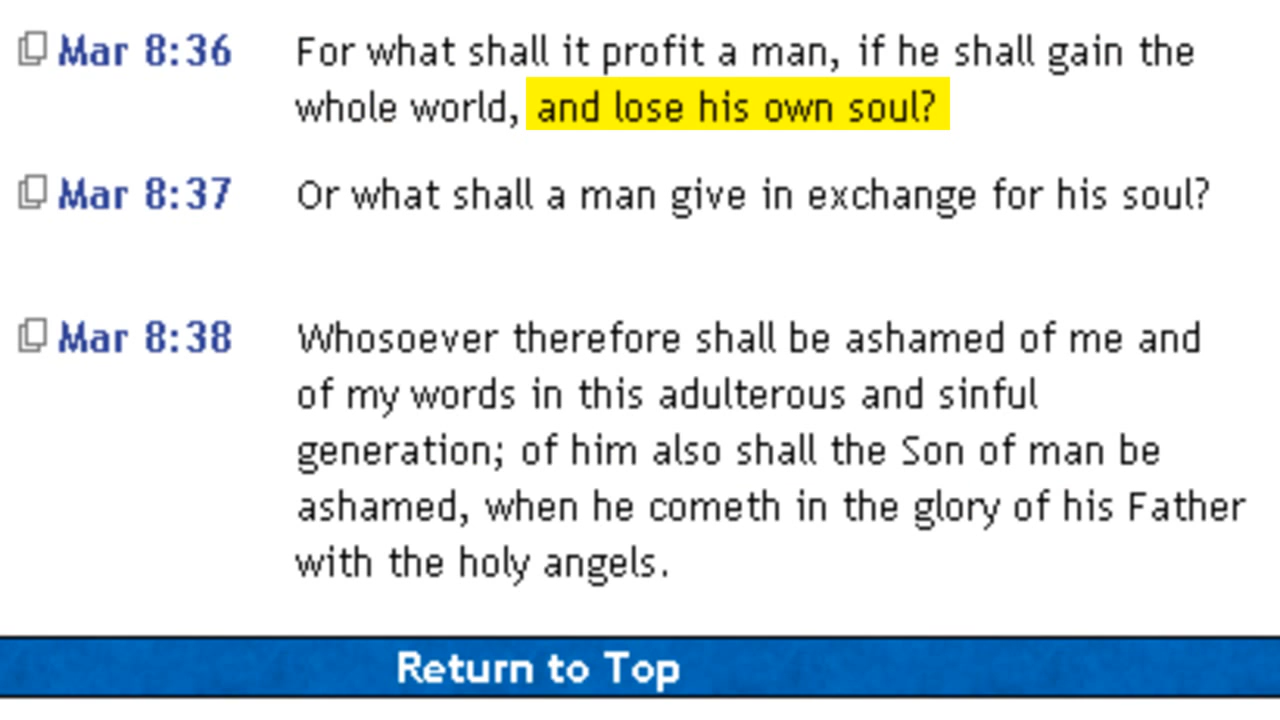 Mar 8:36 For what shall it profit a man, if he shall gain the
whole world, and lose his own soul?
Mar 8:37 Or what shall a man give in exchange for his soul?
Mar 8:38 Whosoever therefore shall be ashamed of me and
of my words in this adulterous and sinful
generation; of him also shall the Son of man be
ashamed, when he cometh in the glory of his Father
with the holy angels.
Return to Top